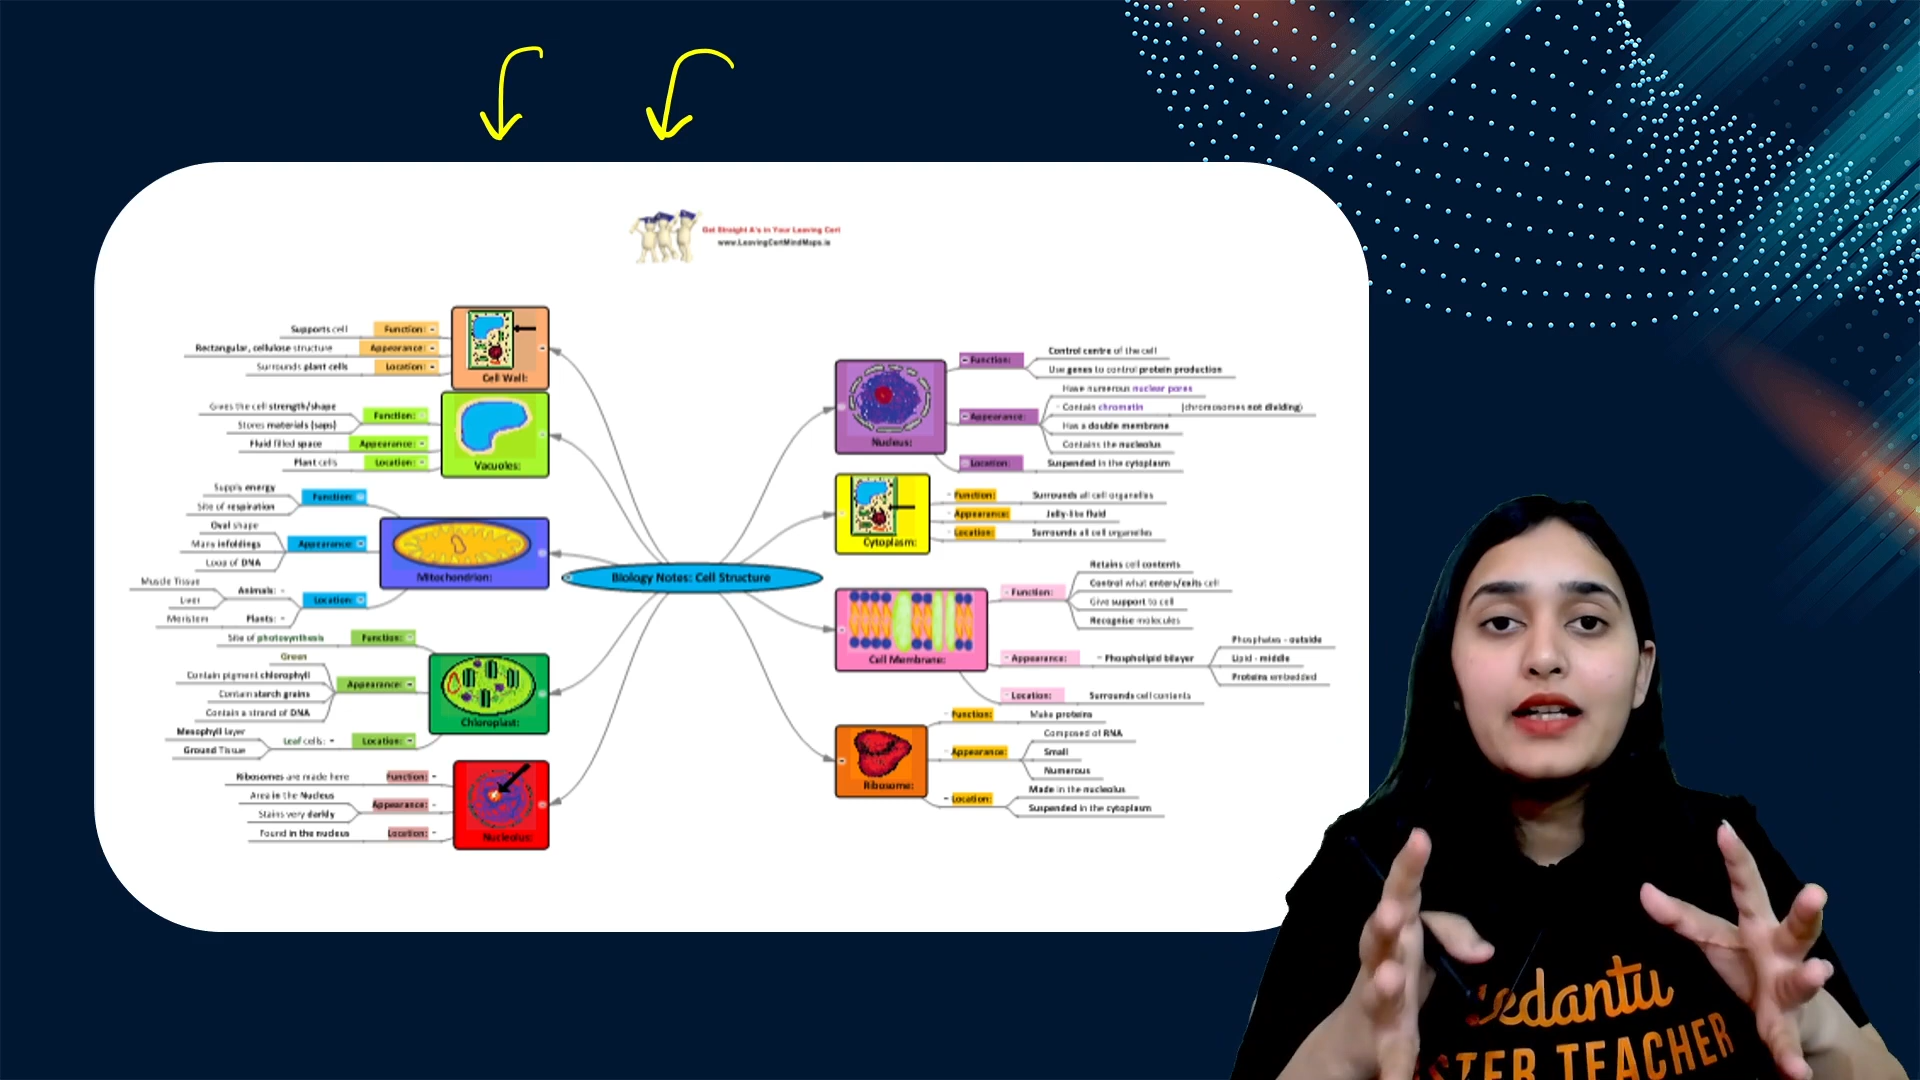 Get Straight A's in Your Leaving Cert
www.LeavingCertMindMaps.ie
Biology Notes: Cell Structure
Cell Wall:
Function:
Supports cell
Appearance:
Rectangular, cellulose structure
Location:
Surrounds plant cells
Vacuoles:
Function:
Gives the cell strength/shape
Stores materials (saps)
Appearance:
Fluid filled space
Location:
Plant cells
Mitochondrion:
Function:
Supply energy
Site of respiration
Appearance:
Oval shape
Many infoldings
Loop of DNA
Location:
Animals:
Muscle Tissue
Liver
Plants:
Meristem
Chloroplast:
Function:
Site of photosynthesis
Appearance:
Green
Contain pigment chlorophyll
Contain starch grains
Contain a strand of DNA
Location:
Leaf cells:
Mesophyll layer
Ground Tissue
Nucleolus:
Function:
Ribosomes are made here
Appearance:
Area in the Nucleus
Stains very darkly
Location:
Found in the nucleus
Nucleus:
Function:
Control centre of the cell
Use genes to control protein production
Appearance:
Have numerous nuclear pores
Contain chromatin (chromosomes not dividing)
Has a double membrane
Contains the nucleolus
Location:
Suspended in the cytoplasm
Cytoplasm:
Function:
Surrounds all cell organelles
Appearance:
Jelly-like fluid
Location:
Surrounds all cell organelles
Cell Membrane:
Function:
Retains cell contents
Control what enters/exits cell
Give support to cell
Recognise molecules
Appearance:
Phospholipid bilayer
Phosphates - outside
Lipid - middle
Proteins embedded
Location:
Surrounds cell contents
Ribosome:
Function:
Make proteins
Appearance:
Composed of RNA
Small
Numerous
Location:
Made in the nucleolus
Suspended in the cytoplasm
Vedantu
STER TEACHER